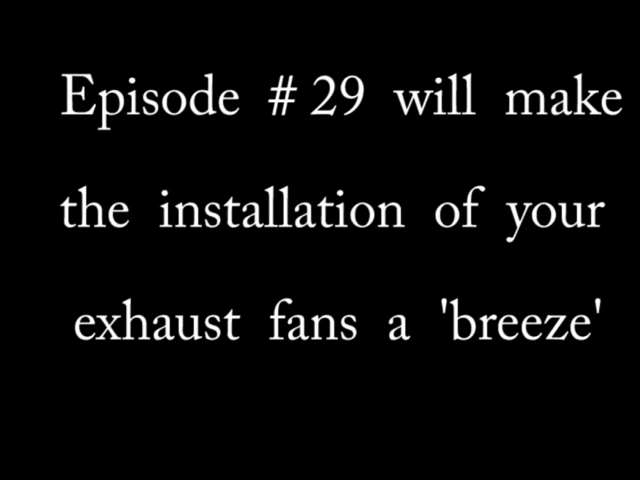 Episode # 29 will make
the installation of your
exhaust fans a 'breeze'